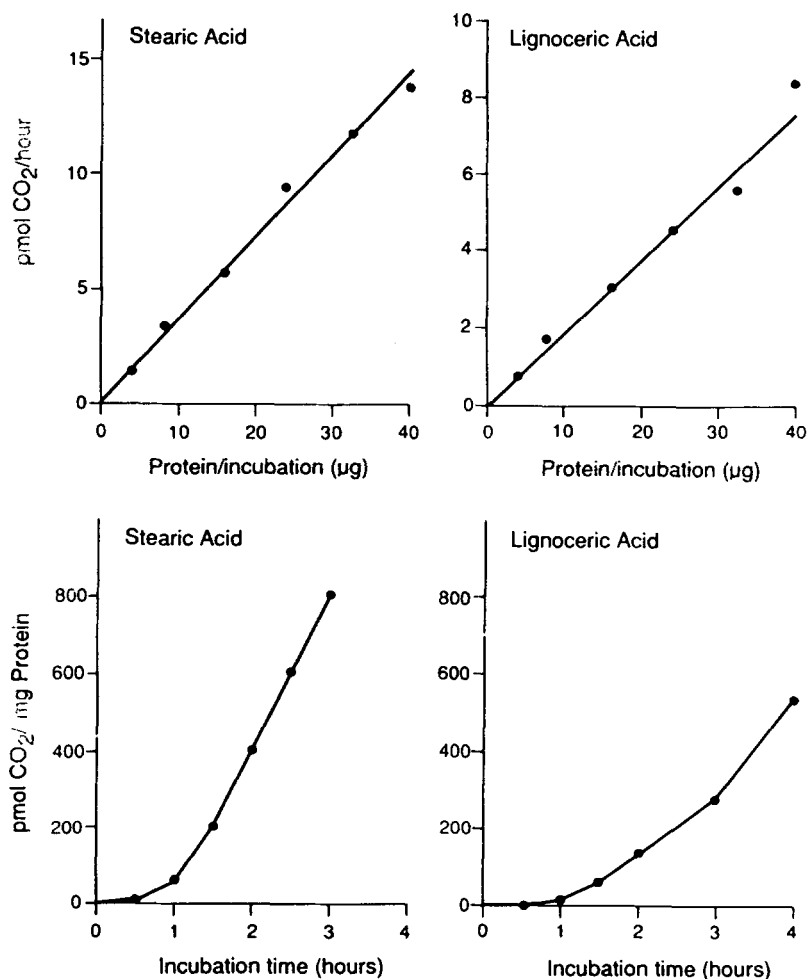 Stearic Acid
pmol CO2/hour
15
10
5
0
0 10 20 30 40
Protein/incubation (µg)
Lignoceric Acid
10
8
6
4
2
0
0 10 20 30 40
Protein/incubation (µg)
Stearic Acid
pmol CO2/ mg Protein
800
600
400
200
0
0 1 2 3 4
Incubation time (hours)
Lignoceric Acid
800
600
400
200
0
0 1 2 3 4
Incubation time (hours)